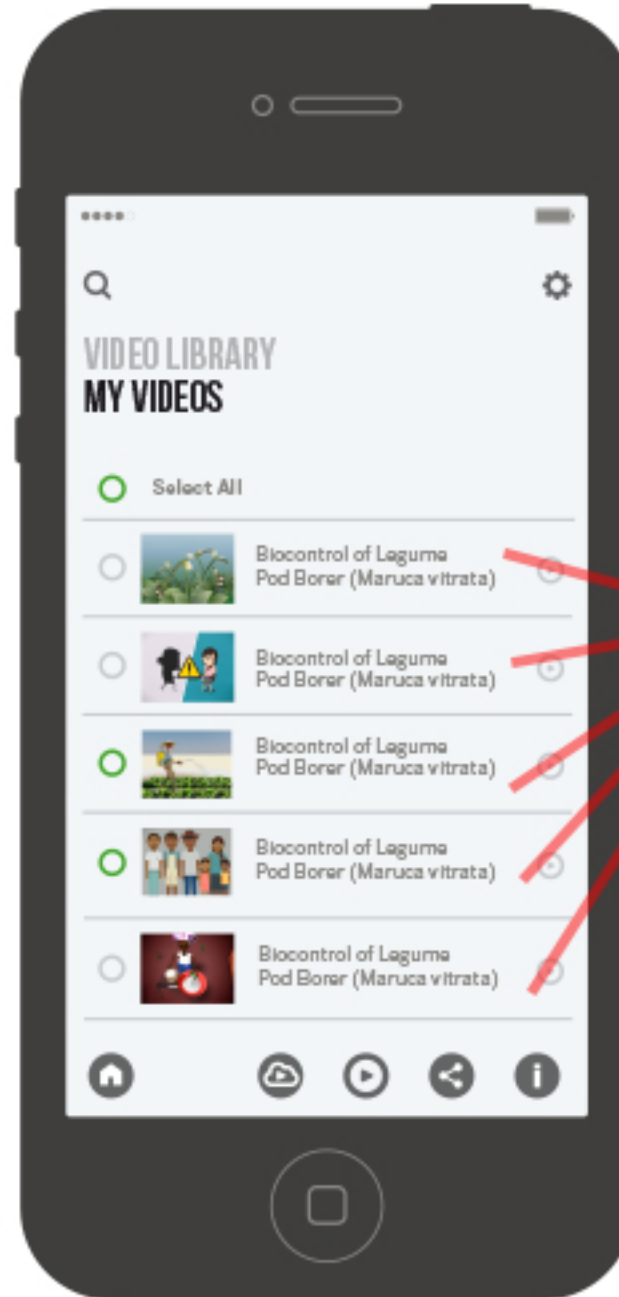 VIDEO LIBRARY
MY VIDEOS
Select All
Biocontrol of Legume
Pod Borer (Maruca vitrata)
Biocontrol of Legume
Pod Borer (Maruca vitrata)
Biocontrol of Legume
Pod Borer (Maruca vitrata)
Biocontrol of Legume
Pod Borer (Maruca vitrata)
Biocontrol of Legume
Pod Borer (Maruca vitrata)